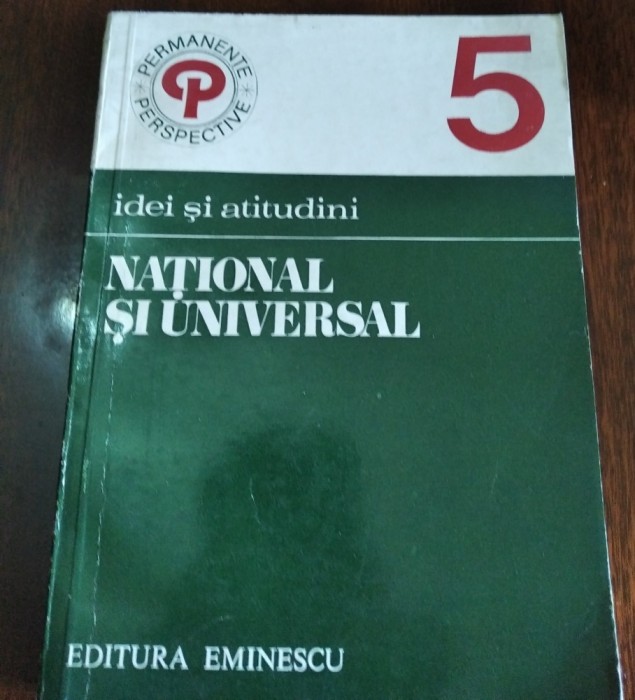 PERMANENTE
PERSPECTIVE
5
idei și atitudini
NAȚIONAL
ȘI UNIVERSAL
EDITURA EMINESCU